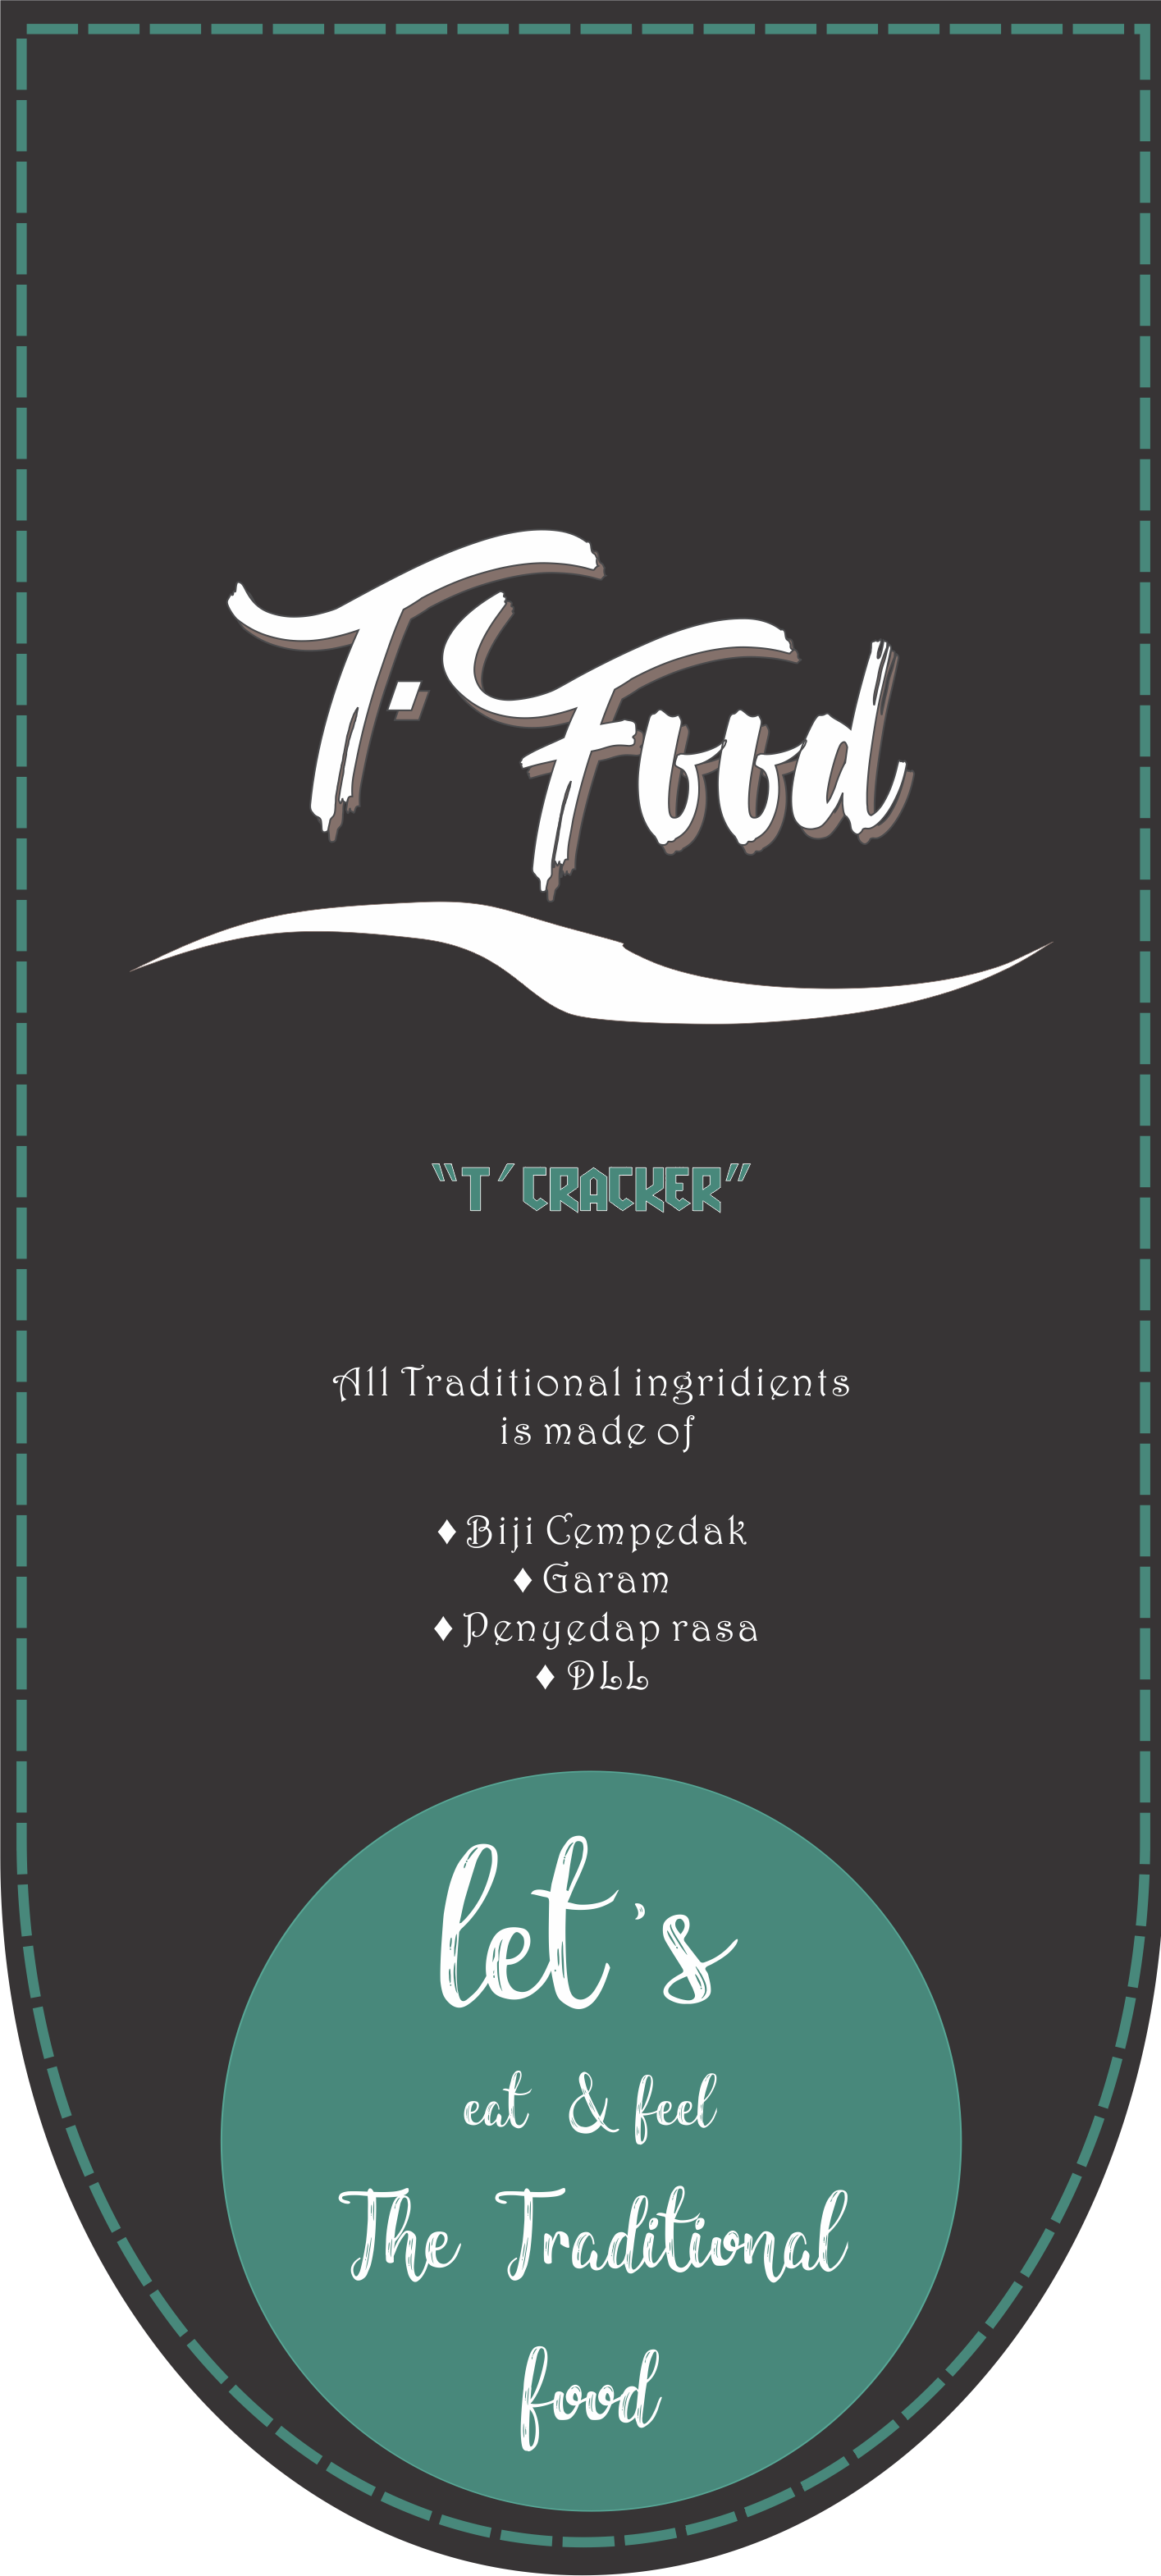 T. Food
"T'CRACKER"
All Traditional ingridients
is made of
♦ Biji Cempedak
♦ Garam
♦ Penyedap rasa
♦ DLL
let's
eat & feel
The Traditional
food